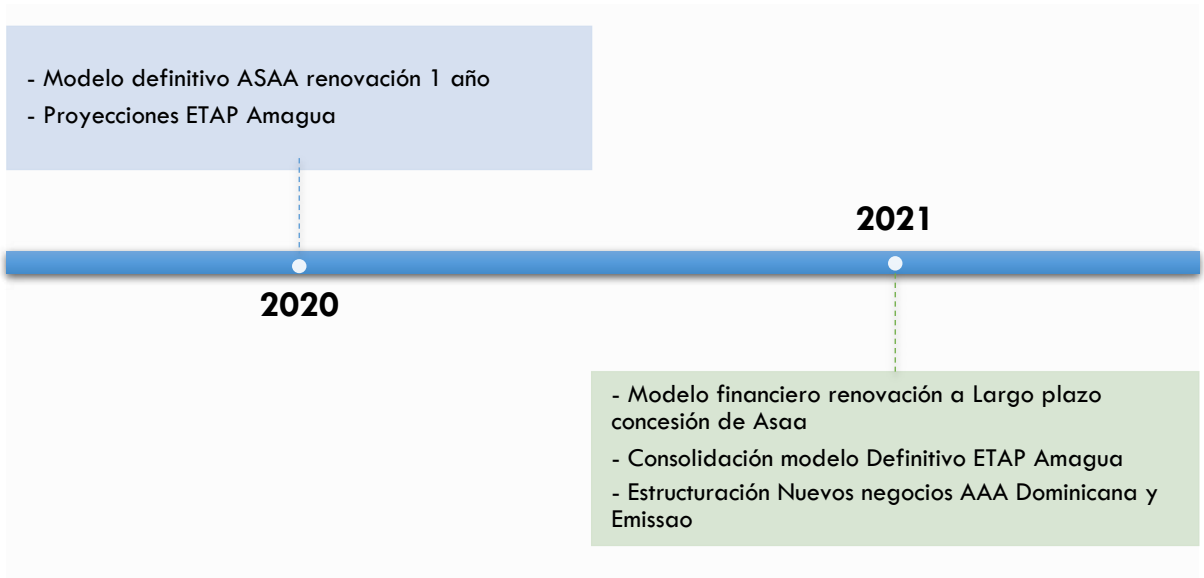 - Modelo definitivo ASAA renovación 1 año
- Proyecciones ETAP Amagua
2021
2020
- Modelo financiero renovación a Largo plazo
concesión de Asaa
- Consolidación modelo Definitivo ETAP Amagua
- Estructuración Nuevos negocios AAA Dominicana y
Emissao